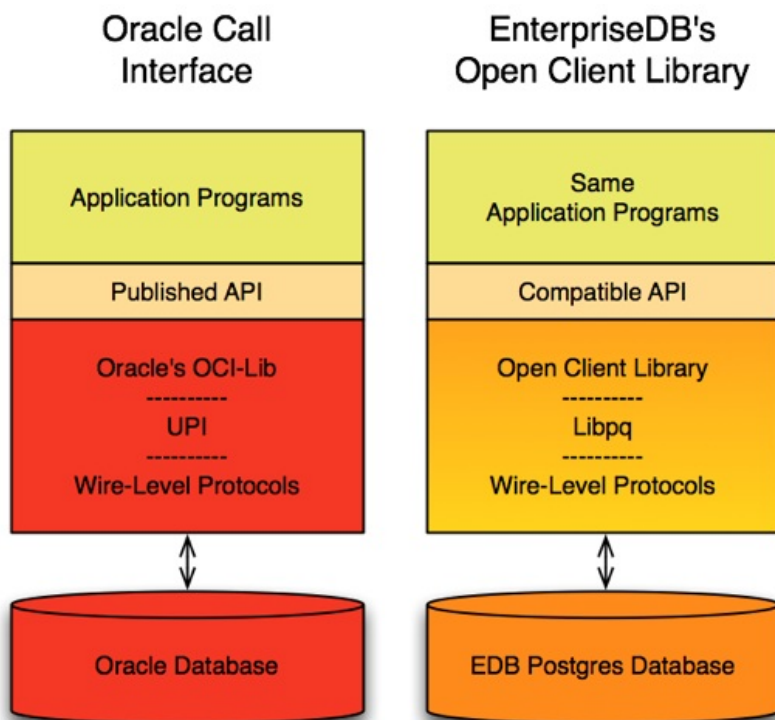 Oracle Call
Interface
Application Programs
Published API
Oracle's OCI-Lib
----------
UPI
----------
Wire-Level Protocols
Oracle Database
EnterpriseDB's
Open Client Library
Same
Application Programs
Compatible API
Open Client Library
----------
Libpq
----------
Wire-Level Protocols
EDB Postgres Database